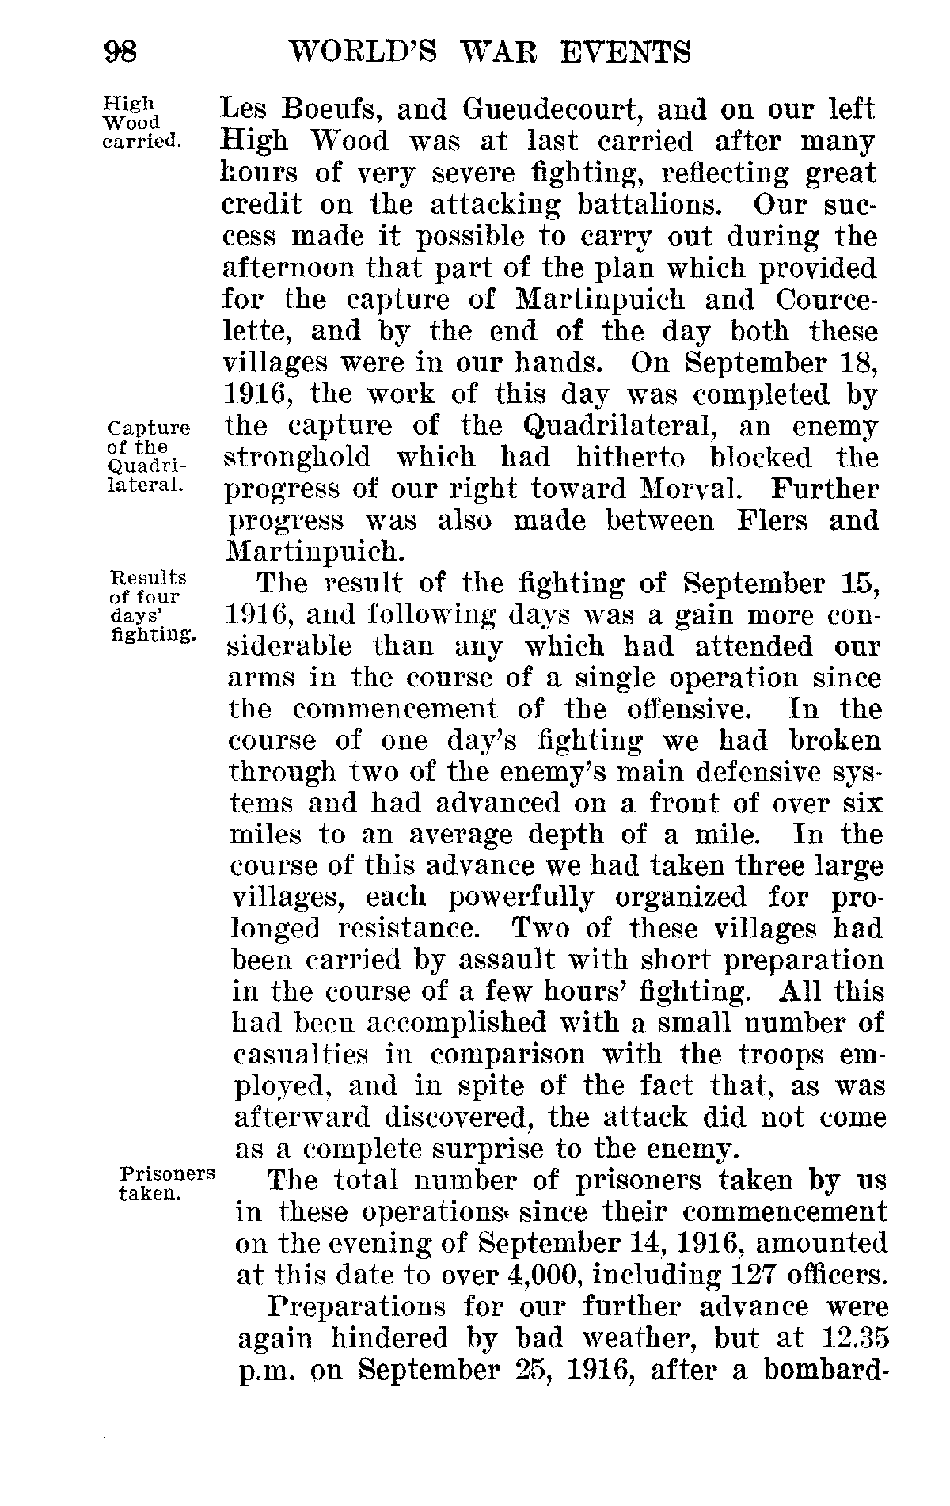 98 WORLD'S WAR EVENTS
High
Wood
carried.
Les Boeufs, and Gueudecourt, and on our left
High Wood was at last carried after many
hours of very severe fighting, reflecting great
credit on the attacking battalions. Our suc-
cess made it possible to carry out during the
afternoon that part of the plan which provided
for the capture of Martinpuich and Cource-
lette, and by the end of the day both these
villages were in our hands. On September 18,
1916, the work of this day was completed by
Capture
of the
Quadri-
lateral.
the capture of the Quadrilateral, an enemy
stronghold which had hitherto blocked the
progress of our right toward Morval. Further
progress was also made between Flers and
Martinpuich.
Results
of four
days'
fighting.
The result of the fighting of September 15,
1916, and following days was a gain more con-
siderable than any which had attended our
arms in the course of a single operation since
the commencement of the offensive. In the
course of one day's fighting we had broken
through two of the enemy's main defensive sys-
tems and had advanced on a front of over six
miles to an average depth of a mile. In the
course of this advance we had taken three large
villages, each powerfully organized for pro-
longed resistance. Two of these villages had
been carried by assault with short preparation
in the course of a few hours' fighting. All this
had been accomplished with a small number of
casualties in comparison with the troops em-
ployed, and in spite of the fact that, as was
afterward discovered, the attack did not come
as a complete surprise to the enemy.
Prisoners
taken.
The total number of prisoners taken by us
in these operations since their commencement
on the evening of September 14, 1916, amounted
at this date to over 4,000, including 127 officers.
Preparations for our further advance were
again hindered by bad weather, but at 12.35
p.m. on September 25, 1916, after a bombard-